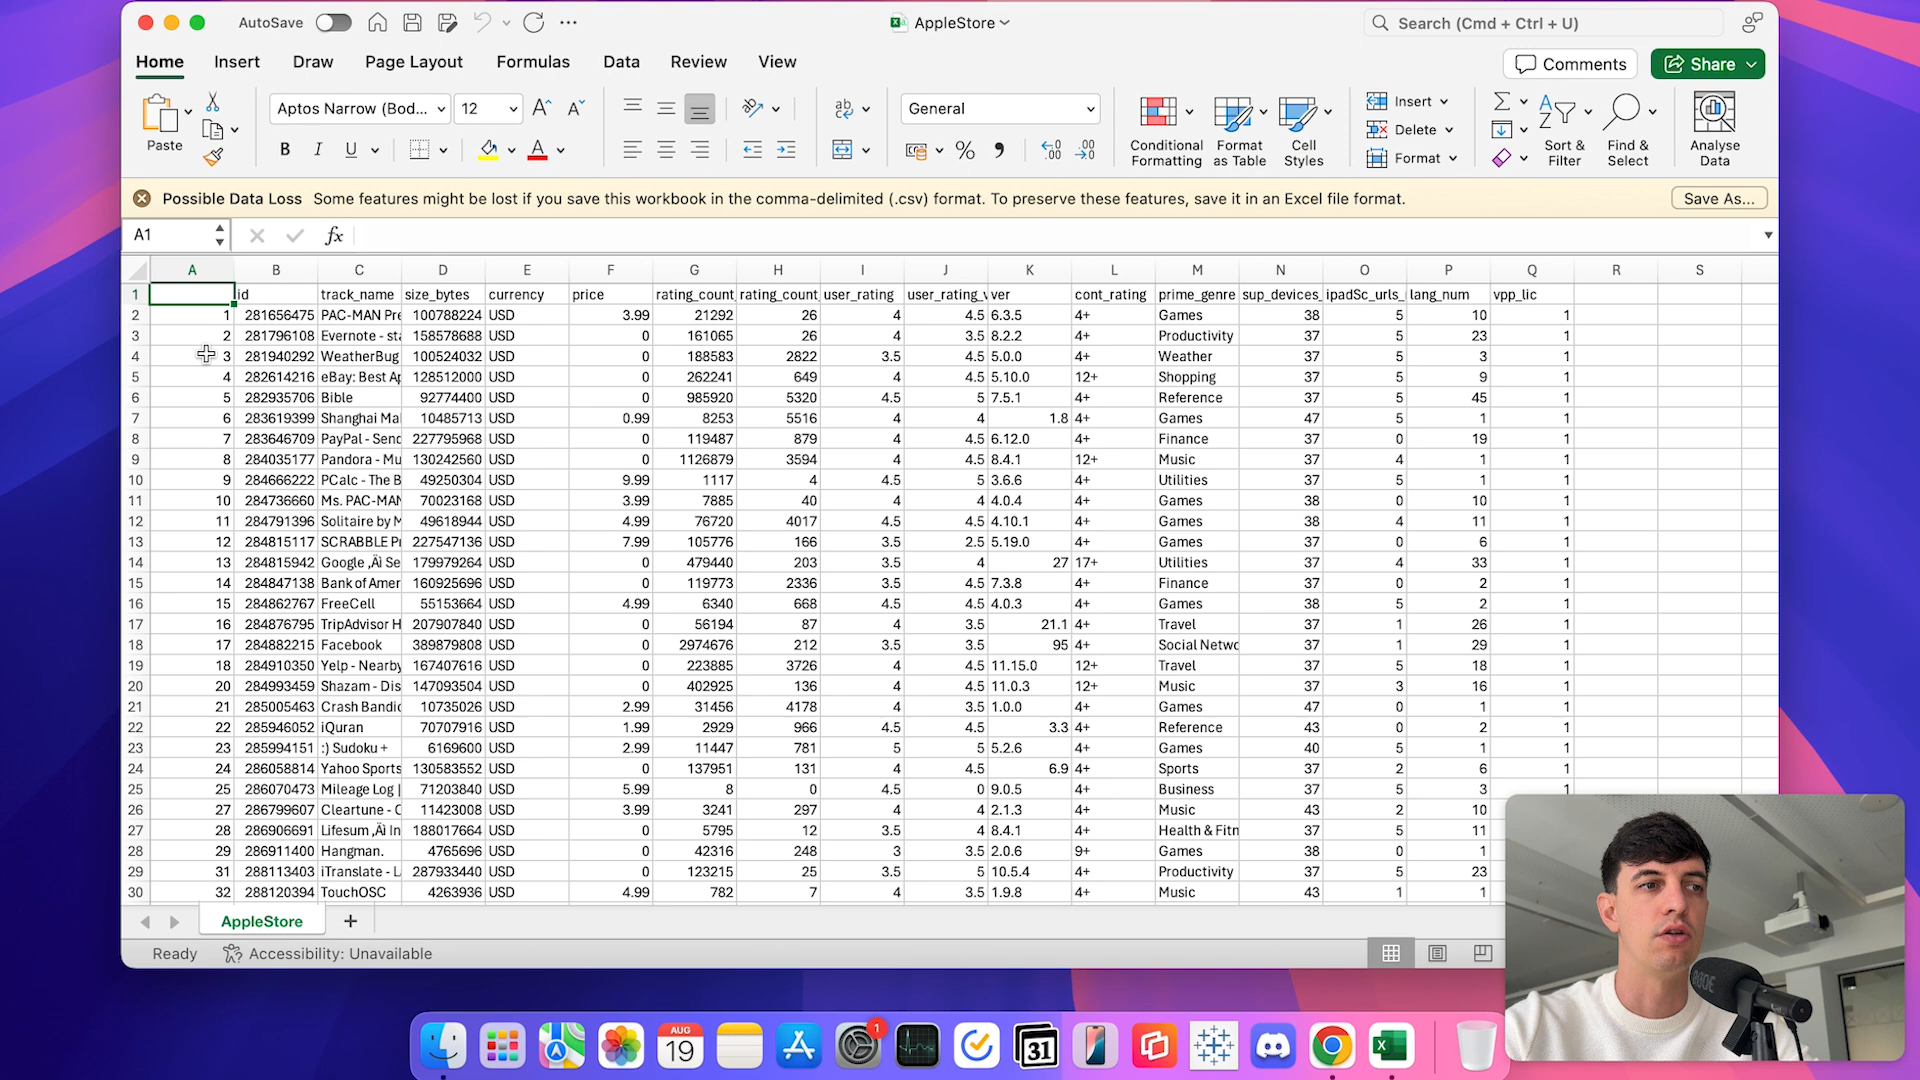 AutoSave
AppleStore
Search (Cmd + Ctrl + U)
Home Insert Draw Page Layout Formulas Data Review View
Comments Share
Paste
Aptos Narrow (Bod... 12
General
B I U
Conditional Formatting
Format as Table
Cell Styles
Insert
Delete
Format
Sort & Filter
Find & Select
Analyse Data
Possible Data Loss Some features might be lost if you save this workbook in the comma-delimited (.csv) format. To preserve these features, save it in an Excel file format. Save As...
A1 fx
A B C D E F G H I J K L M N O P Q R S
1 id track_name size_bytes currency price rating_count_ rating_count_ user_rating user_rating_v ver cont_rating prime_genre sup_devices_ ipadSc_urls_ lang_num vpp_lic
2 1 281656475 PAC-MAN Pre 100788224 USD 3.99 21292 26 4 4.5 6.3.5 4+ Games 38 5 10 1
3 2 281796108 Evernote - sta 158578688 USD 0 161065 26 4 3.5 8.2.2 4+ Productivity 37 5 23 1
4 3 281940292 WeatherBug 100524032 USD 0 188583 2822 3.5 4.5 5.0.0 4+ Weather 37 5 3 1
5 4 282614216 eBay: Best Ap 128512000 USD 0 262241 649 4 4.5 5.10.0 12+ Shopping 37 5 9 1
6 5 282935706 Bible 92774400 USD 0 985920 5320 4.5 5 7.5.1 4+ Reference 37 5 45 1
7 6 283619399 Shanghai Mal 10485713 USD 0.99 8253 5516 4 4 1.8 4+ Games 47 5 1 1
8 7 283646709 PayPal - Send 227795968 USD 0 119487 879 4 4.5 6.12.0 4+ Finance 37 0 19 1
9 8 284035177 Pandora - Mu 130242560 USD 0 1126879 3594 4 4.5 8.4.1 12+ Music 37 4 1 1
10 9 284666222 PCalc - The B 49250304 USD 9.99 1117 4 4.5 5 3.6.6 4+ Utilities 37 5 1 1
11 10 284736660 Ms. PAC-MAN 70023168 USD 3.99 7885 40 4 4 4.0.4 4+ Games 38 0 10 1
12 11 284791396 Solitaire by M 49618944 USD 4.99 76720 4017 4.5 4.5 4.10.1 4+ Games 38 4 11 1
13 12 284815117 SCRABBLE Pr 227547136 USD 7.99 105776 166 3.5 2.5 5.19.0 4+ Games 37 0 6 1
14 13 284815942 Google ‚Äì Se 179979264 USD 0 479440 203 3.5 4 27 17+ Utilities 37 4 33 1
15 14 284847138 Bank of Amer 160925696 USD 0 119773 2336 3.5 4.5 7.3.8 4+ Finance 37 0 2 1
16 15 284862767 FreeCell 55153664 USD 4.99 6340 668 4.5 4.5 4.0.3 4+ Games 38 5 2 1
17 16 284876795 TripAdvisor H 207907840 USD 0 56194 87 4 3.5 21.1 4+ Travel 37 1 26 1
18 17 284882215 Facebook 389879808 USD 0 2974676 212 3.5 3.5 95 4+ Social Netwo 37 1 29 1
19 18 284910350 Yelp - Nearby 167407616 USD 0 223885 3726 4 4.5 11.15.0 12+ Travel 37 5 18 1
20 20 284993459 Shazam - Dis 147093504 USD 0 402925 136 4 4.5 11.0.3 12+ Music 37 3 16 1
21 21 285005463 Crash Bandic 10735026 USD 2.99 31456 4178 4 3.5 1.0.0 4+ Games 47 0 1 1
22 22 285946052 iQuran 70707916 USD 1.99 2929 966 4.5 4.5 3.3 4+ Reference 43 0 2 1
23 23 285994151 :) Sudoku + 6169600 USD 2.99 11447 781 5 5 5.2.6 4+ Games 40 5 1 1
24 24 286058814 Yahoo Sports 130583552 USD 0 137951 131 4 4.5 6.9 4+ Sports 37 2 6 1
25 25 286070473 Mileage Log | 71203840 USD 5.99 8 0 4.5 0 9.0.5 4+ Business 37 5 3 1
26 27 286799607 Cleartune - C 11423008 USD 3.99 3241 297 4 4 2.1.3 4+ Music 43 2 10
27 28 286906691 Lifesum ‚Äì In 188017664 USD 0 5795 12 3.5 4 8.4.1 4+ Health & Fitn 37 5 11
28 29 286911400 Hangman. 4765696 USD 0 42316 248 3 3.5 2.0.6 9+ Games 38 0 1
29 31 288113403 iTranslate - L 287933440 USD 0 123215 25 3.5 5 10.5.4 4+ Productivity 37 5 23
30 32 288120394 TouchOSC 4263936 USD 4.99 782 7 4 3.5 1.9.8 4+ Music 43 1 1
AppleStore
Ready Accessibility: Unavailable
AUG
19
1
31
RODE